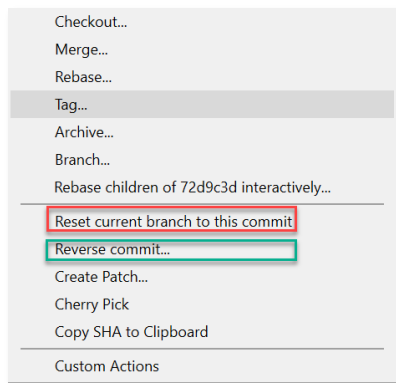 Checkout...
Merge...
Rebase...
Tag...
Archive...
Branch...
Rebase children of 72d9c3d interactively...
Reset current branch to this commit
Reverse commit...
Create Patch...
Cherry Pick
Copy SHA to Clipboard
Custom Actions